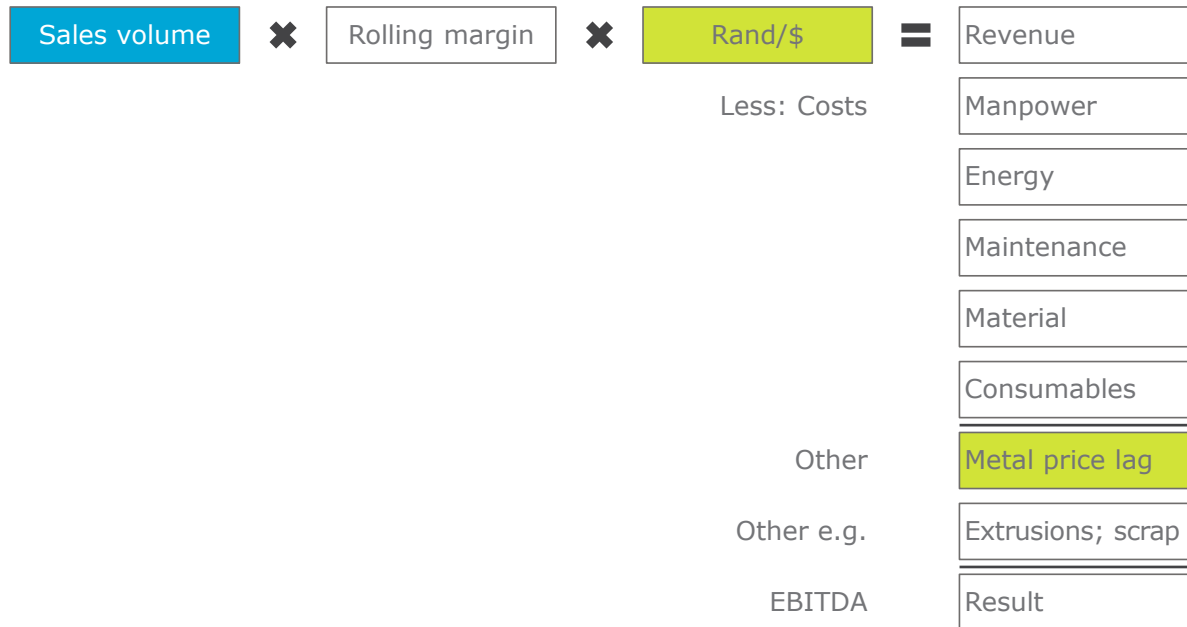 Sales volume ✖ Rolling margin ✖ Rand/$ = Revenue
Less: Costs Manpower
Energy
Maintenance
Material
Consumables
Other Metal price lag
Other e.g. Extrusions; scrap
EBITDA Result